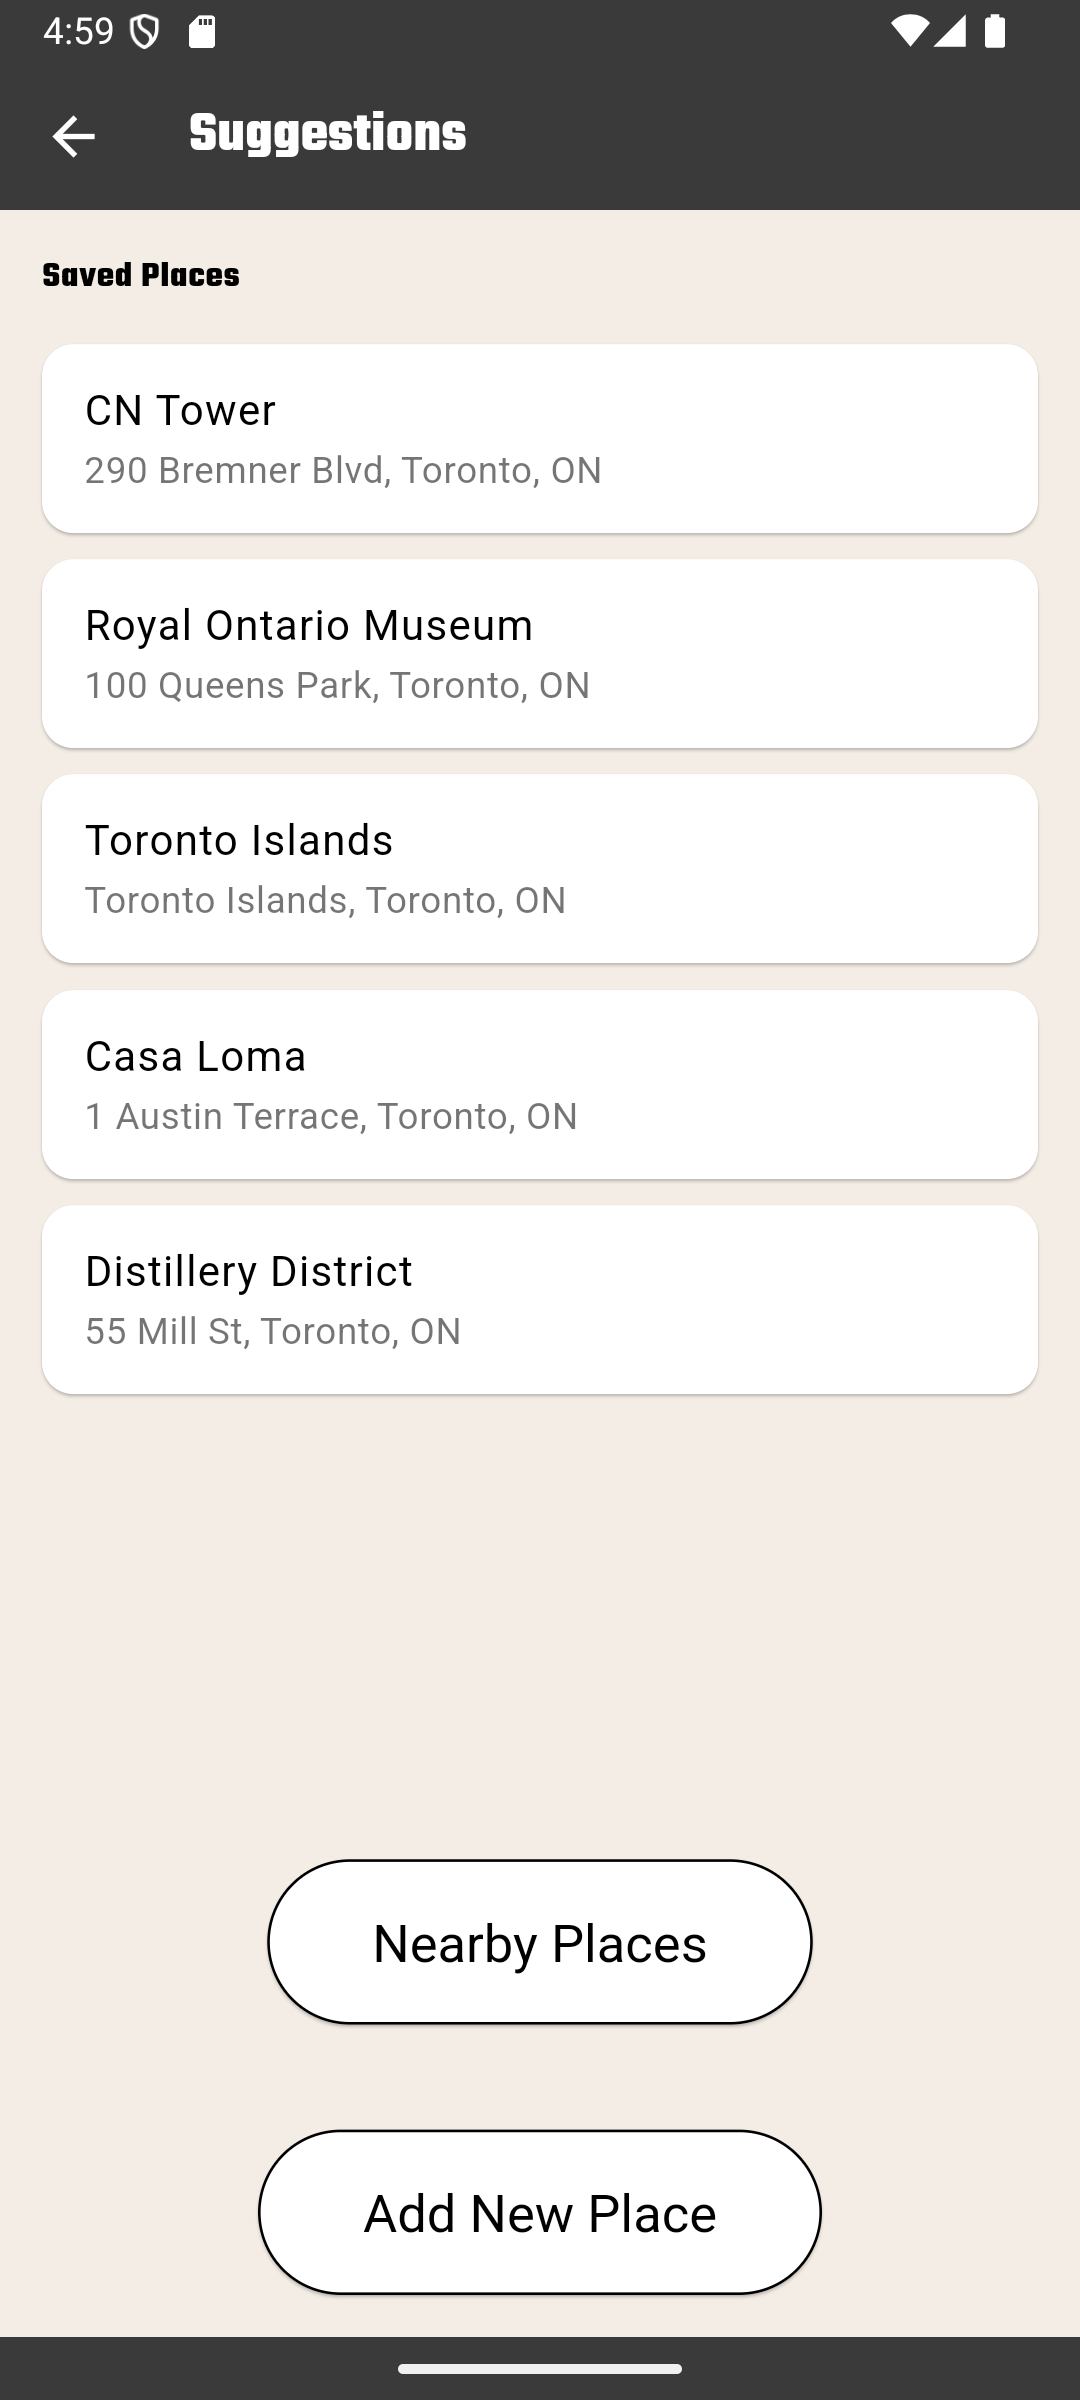 4:59
Suggestions
Saved Places
CN Tower
290 Bremner Blvd, Toronto, ON
Royal Ontario Museum
100 Queens Park, Toronto, ON
Toronto Islands
Toronto Islands, Toronto, ON
Casa Loma
1 Austin Terrace, Toronto, ON
Distillery District
55 Mill St, Toronto, ON
Nearby Places
Add New Place